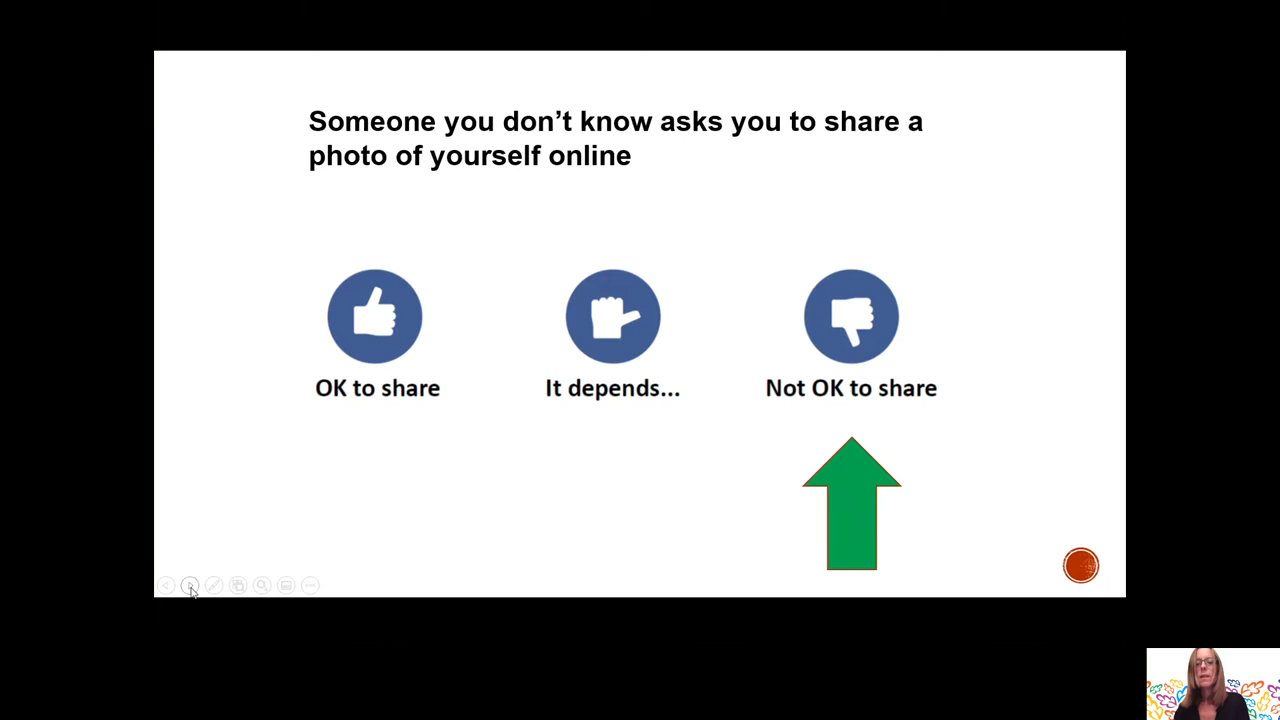 Someone you don’t know asks you to share a
photo of yourself online
OK to share
It depends...
Not OK to share